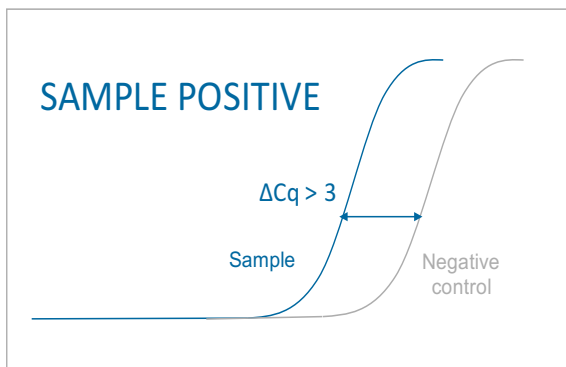 SAMPLE POSITIVE
ΔCq > 3
Sample
Negative
control